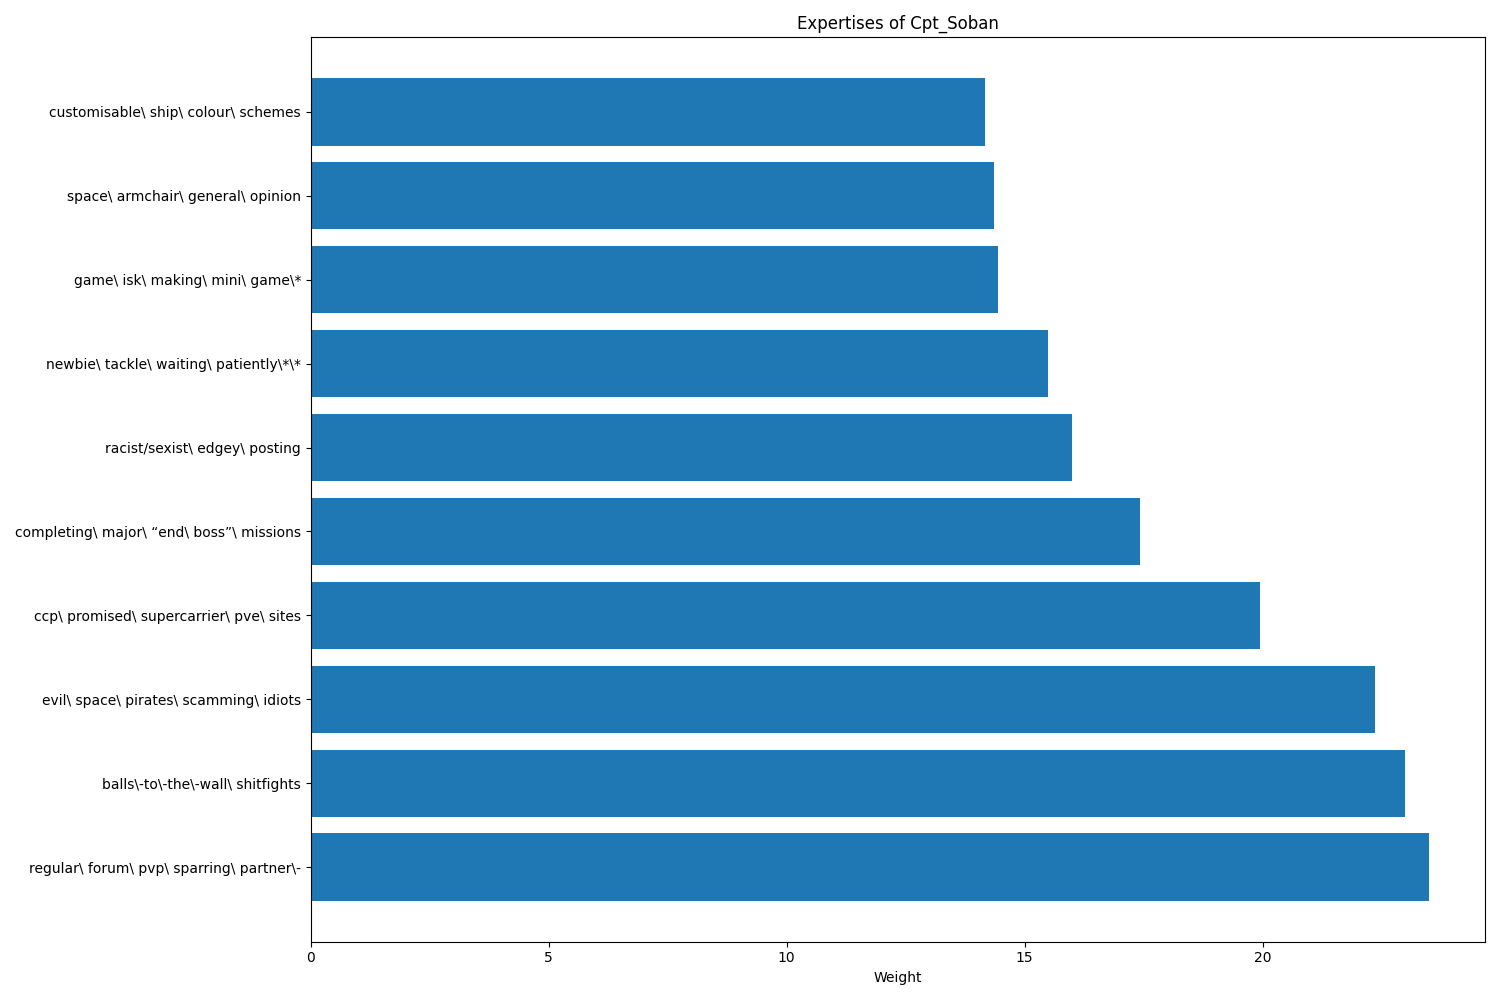 Expertises of Cpt_Soban
customisable\ ship\ colour\ schemes
space\ armchair\ general\ opinion
game\ isk\ making\ mini\ game\*
newbie\ tackle\ waiting\ patiently\*\*
racist/sexist\ edgey\ posting
completing\ major\ “end\ boss”\ missions
ccp\ promised\ supercarrier\ pve\ sites
evil\ space\ pirates\ scamming\ idiots
balls\-to\-the\-wall\ shitfights
regular\ forum\ pvp\ sparring\ partner\-
0 5 10 15 20
Weight